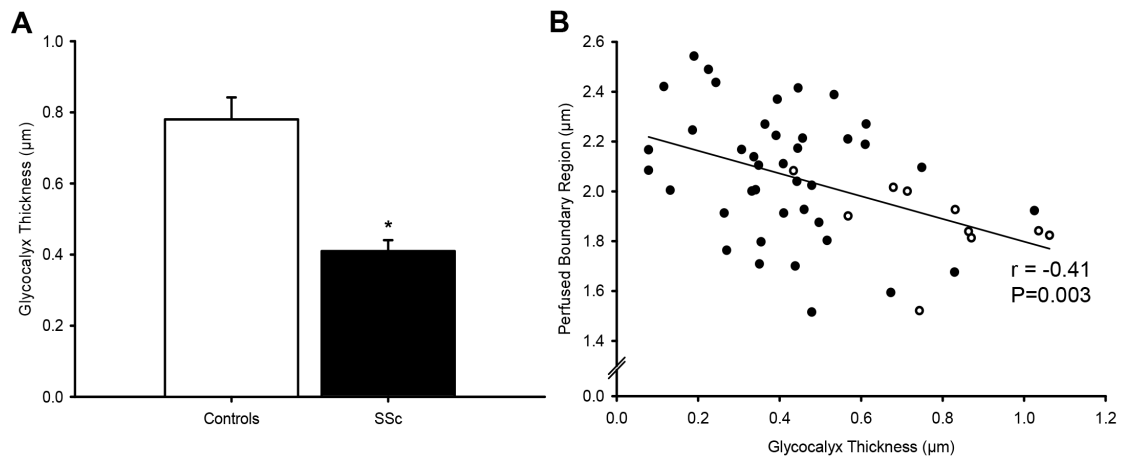 A
Glycocalyx Thickness (µm)
1.0
0.8
0.6
0.4
0.2
0.0
*
Controls SSc
B
Perfused Boundary Region (µm)
2.6
2.4
2.2
2.0
1.8
1.6
1.4
0.0
r = -0.41
P=0.003
0.0 0.2 0.4 0.6 0.8 1.0 1.2
Glycocalyx Thickness (µm)